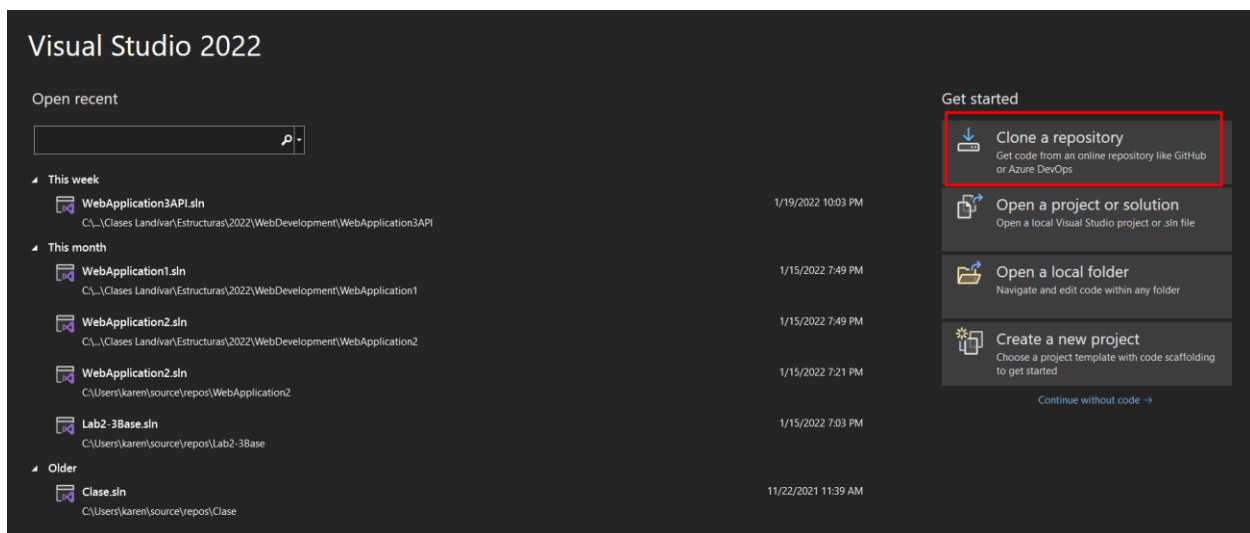 Visual Studio 2022
Open recent
This week
WebApplication3API.sln
1/19/2022 10:03 PM
C:\...\Clases Landívar\Estructuras\2022\WebDevelopment\WebApplication3API
This month
WebApplication1.sln
1/15/2022 7:49 PM
C:\...\Clases Landívar\Estructuras\2022\WebDevelopment\WebApplication1
WebApplication2.sln
1/15/2022 7:49 PM
C:\...\Clases Landívar\Estructuras\2022\WebDevelopment\WebApplication2
WebApplication2.sln
1/15/2022 7:21 PM
C:\Users\karen\source\repos\WebApplication2
Lab2-3Base.sln
1/15/2022 7:03 PM
C:\Users\karen\source\repos\Lab2-3Base
Older
Clase.sln
11/22/2021 11:39 AM
C:\Users\karen\source\repos\Clase
Get started
Clone a repository
Get code from an online repository like GitHub
or Azure DevOps
Open a project or solution
Open a local Visual Studio project or .sln file
Open a local folder
Navigate and edit code within any folder
Create a new project
Choose a project template with code scaffolding
to get started
Continue without code →